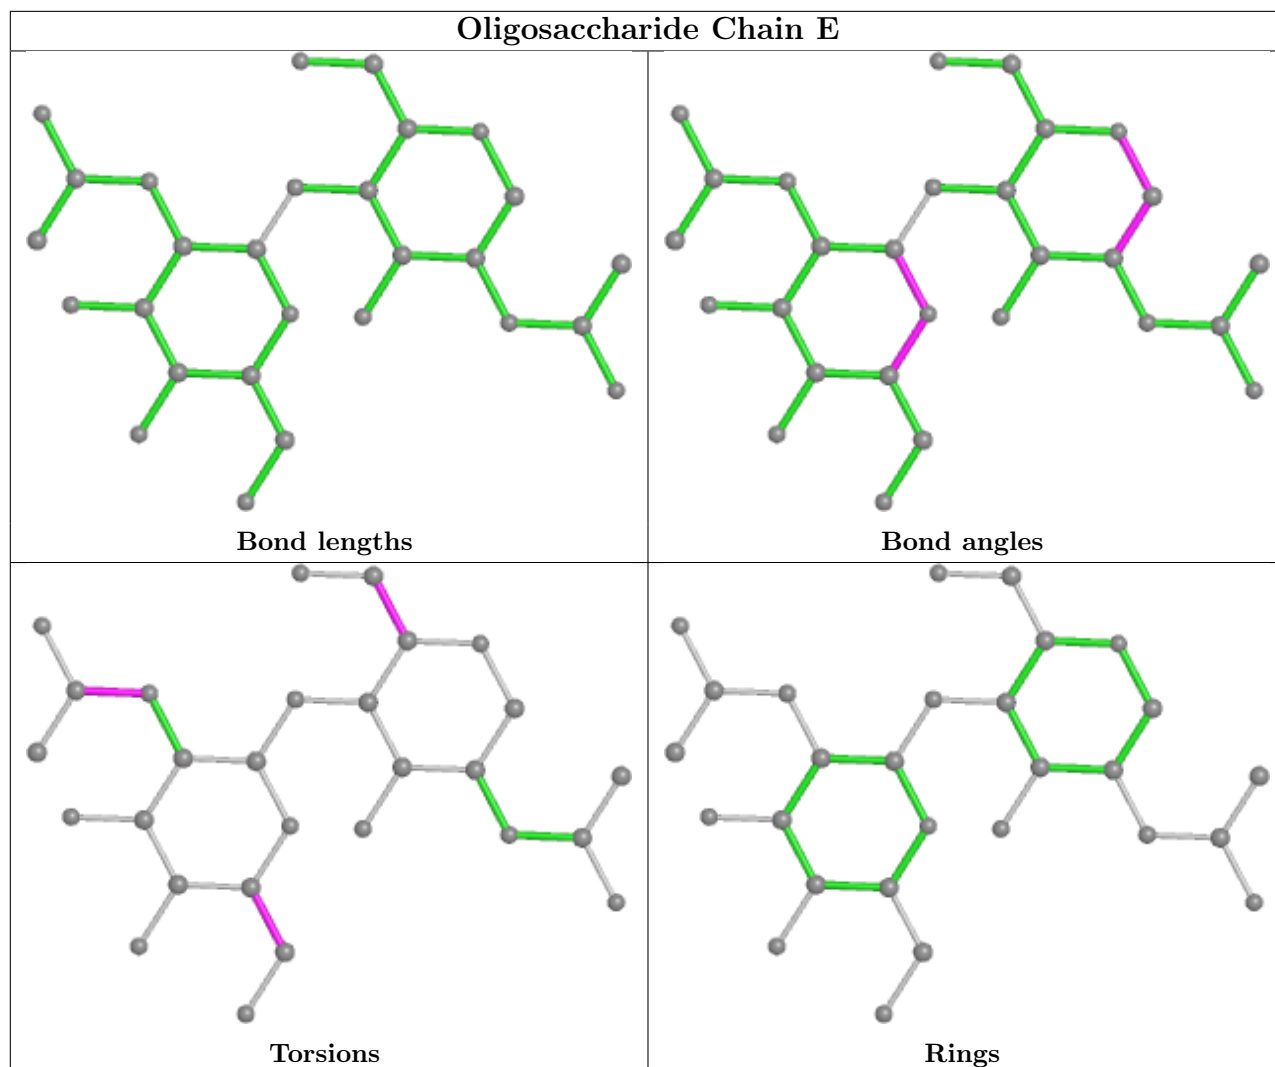 Oligosaccharide Chain E
Bond lengths
Bond angles
Torsions
Rings